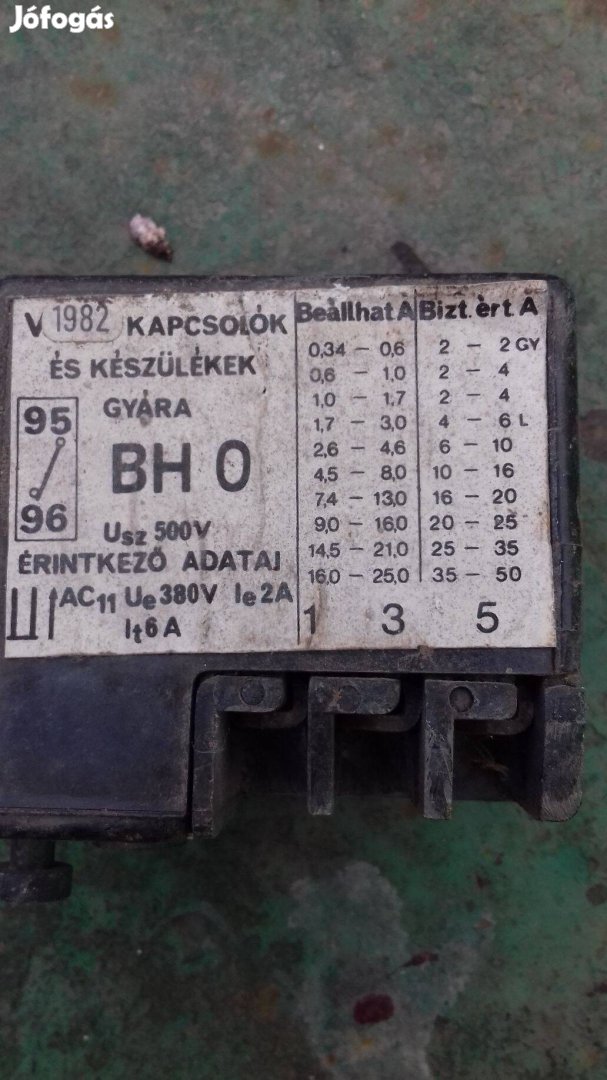 Jófogás
V 1982 KAPCSOLÓK
ÉS KÉSZÜLÉKEK
GYÁRA
95
96
BH 0
Usz 500V
ÉRINTKEZŐ ADATAI
AC11 Ue 380V Ie 2A
It 6 A
BeállhatA Bizt.ért.A
0,34 – 0,6 2 – 2 GY
0,6 – 1,0 2 – 4
1,0 – 1,7 2 – 4
1,7 – 3,0 4 – 6 L
2,6 – 4,6 6 – 10
4,5 – 8,0 10 – 16
7,4 – 13,0 16 – 20
9,0 – 16,0 20 – 25
14,5 – 21,0 25 – 35
16,0 – 25,0 35 – 50
1 3 5